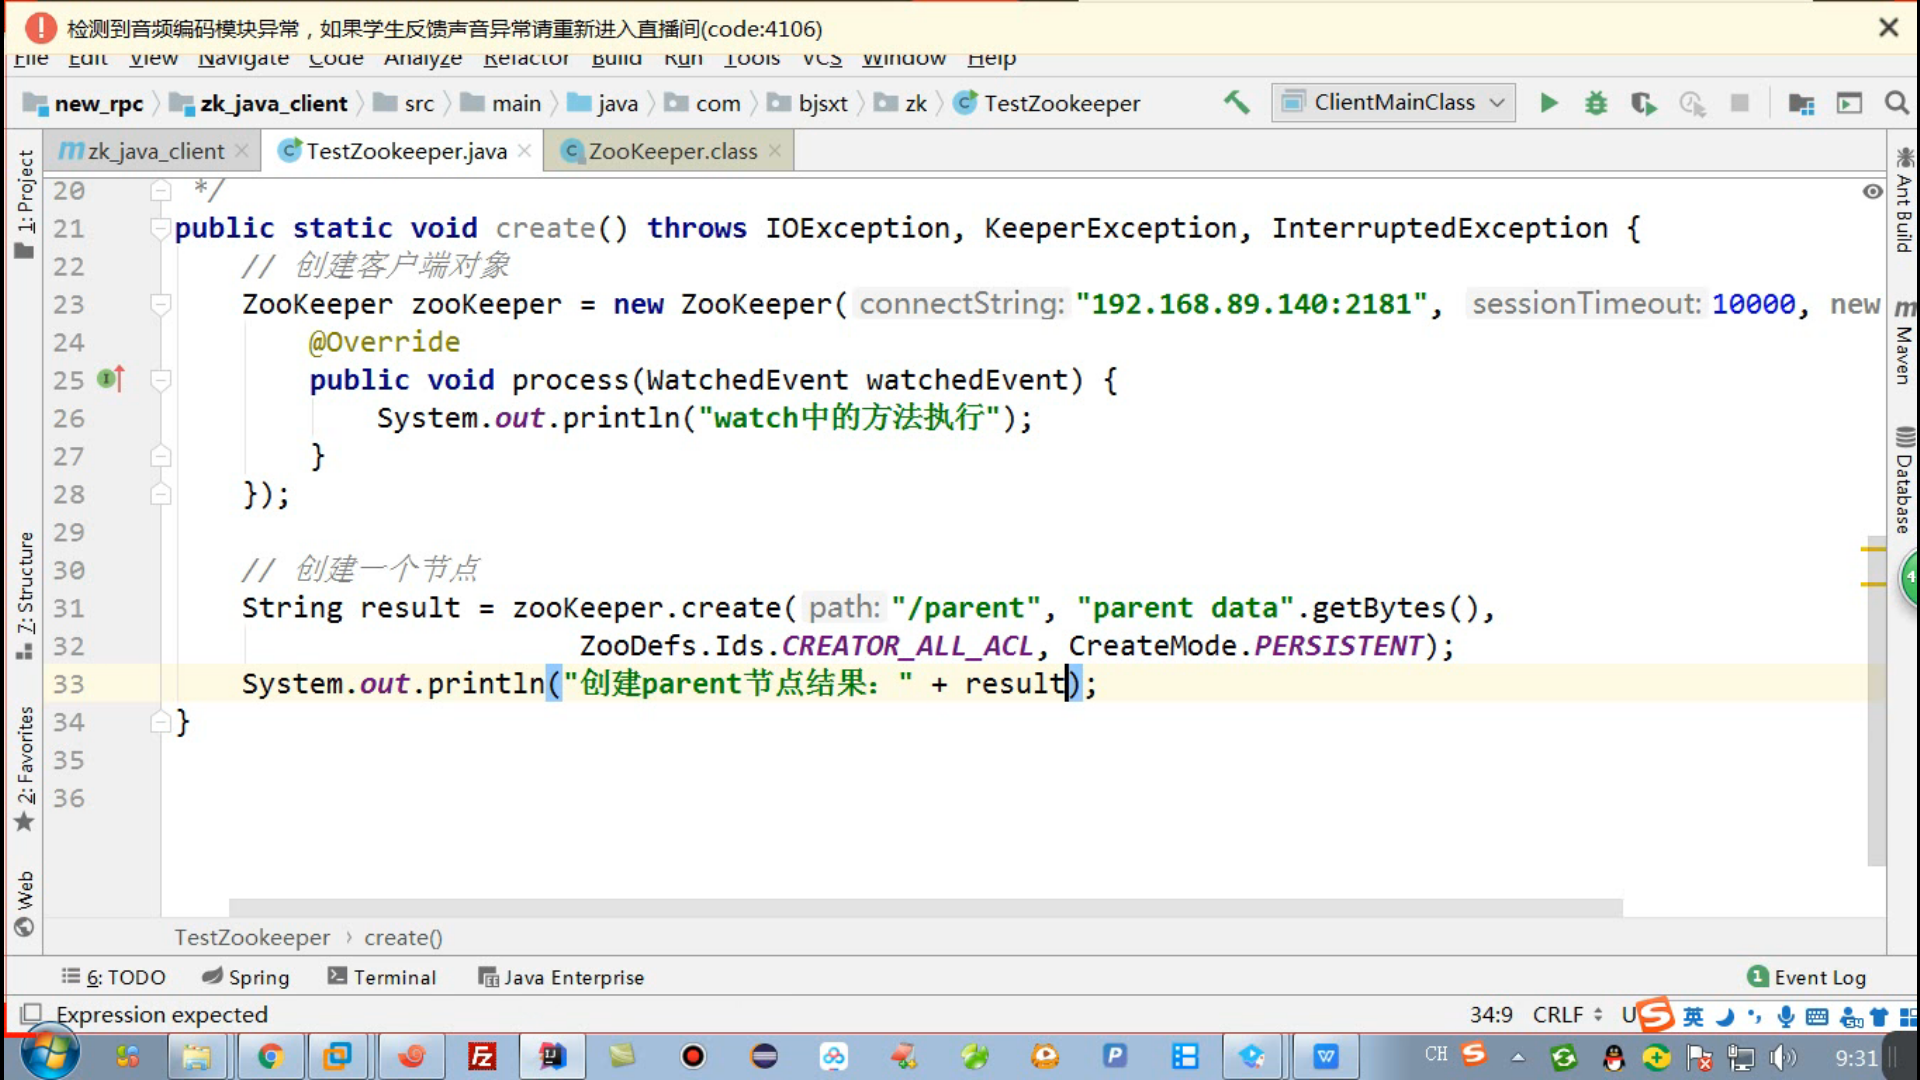 检测到音频编码模块异常，如果学生反馈声音异常请重新进入直播间(code:4106)
File Edit View Navigate Code Analyze Refactor Build Run Tools VCS Window Help
new_rpc zk_java_client src main java com bjsxt zk TestZookeeper ClientMainClass
zk_java_client TestZookeeper.java ZooKeeper.class
1: Project
7: Structure
2: Favorites
Web
20 */
21 public static void create() throws IOException, KeeperException, InterruptedException {
22 // 创建客户端对象
23 ZooKeeper zooKeeper = new ZooKeeper( connectString: "192.168.89.140:2181", sessionTimeout: 10000, new
24 @Override
25 public void process(WatchedEvent watchedEvent) {
26 System.out.println("watch中的方法执行");
27 }
28 });
29
30 // 创建一个节点
31 String result = zooKeeper.create( path: "/parent", "parent data".getBytes(),
32 ZooDefs.Ids.CREATOR_ALL_ACL, CreateMode.PERSISTENT);
33 System.out.println("创建parent节点结果：" + result);
34 }
35
36
Ant Build
Maven
Database
4
TestZookeeper › create()
6: TODO Spring Terminal Java Enterprise 1 Event Log
Expression expected 34:9 CRLF U 英
CH 9:31